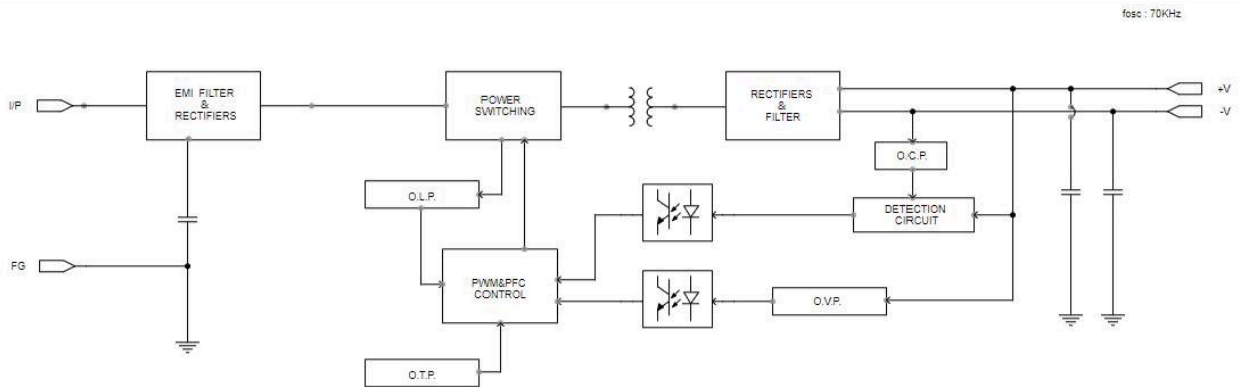 fosc : 70KHz
I/P
EMI FILTER
&
RECTIFIERS
POWER
SWITCHING
RECTIFIERS
&
FILTER
+V
-V
O.C.P.
O.L.P.
DETECTION
CIRCUIT
FG
PWM&PFC
CONTROL
O.V.P.
O.T.P.